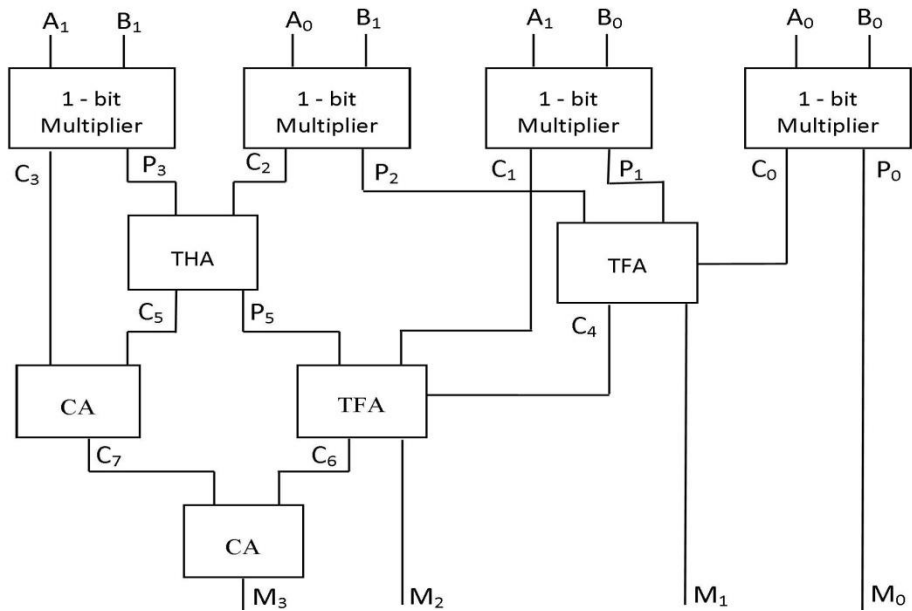 A₁ B₁ A₀ B₁ A₁ B₀ A₀ B₀
1 - bit
Multiplier
1 - bit
Multiplier
1 - bit
Multiplier
1 - bit
Multiplier
C₃ P₃ C₂ P₂ C₁ P₁ C₀ P₀
THA
TFA
C₅ P₅ C₄
CA
TFA
C₇ C₆
CA
M₃ M₂ M₁ M₀